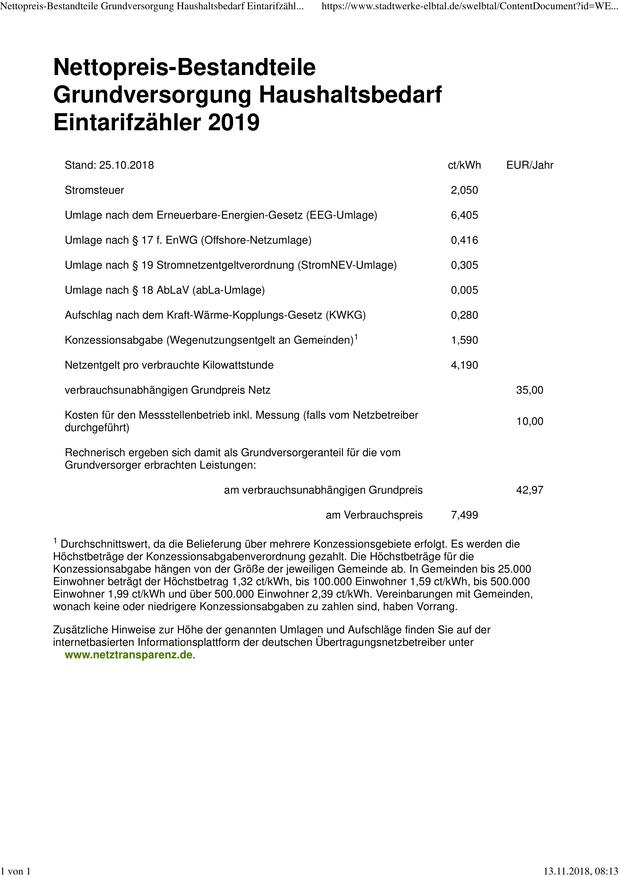 Nettopreis-Bestandteile Grundversorgung Haushaltsbedarf Eintarifzähl... https://www.stadtwerke-elbtal.de/swelbtal/ContentDocument?id=WE...
Nettopreis-Bestandteile
Grundversorgung Haushaltsbedarf
Eintarifzähler 2019
Stand: 25.10.2018 ct/kWh EUR/Jahr
Stromsteuer 2,050
Umlage nach dem Erneuerbare-Energien-Gesetz (EEG-Umlage) 6,405
Umlage nach § 17 f. EnWG (Offshore-Netzumlage) 0,416
Umlage nach § 19 Stromnetzentgeltverordnung (StromNEV-Umlage) 0,305
Umlage nach § 18 AbLaV (abLa-Umlage) 0,005
Aufschlag nach dem Kraft-Wärme-Kopplungs-Gesetz (KWKG) 0,280
Konzessionsabgabe (Wegenutzungsentgelt an Gemeinden)1 1,590
Netzentgelt pro verbrauchte Kilowattstunde 4,190
verbrauchsunabhängigen Grundpreis Netz 35,00
Kosten für den Messstellenbetrieb inkl. Messung (falls vom Netzbetreiber
durchgeführt) 10,00
Rechnerisch ergeben sich damit als Grundversorgeranteil für die vom
Grundversorger erbrachten Leistungen:
am verbrauchsunabhängigen Grundpreis 42,97
am Verbrauchspreis 7,499
1 Durchschnittswert, da die Belieferung über mehrere Konzessionsgebiete erfolgt. Es werden die
Höchstbeträge der Konzessionsabgabenverordnung gezahlt. Die Höchstbeträge für die
Konzessionsabgabe hängen von der Größe der jeweiligen Gemeinde ab. In Gemeinden bis 25.000
Einwohner beträgt der Höchstbetrag 1,32 ct/kWh, bis 100.000 Einwohner 1,59 ct/kWh, bis 500.000
Einwohner 1,99 ct/kWh und über 500.000 Einwohner 2,39 ct/kWh. Vereinbarungen mit Gemeinden,
wonach keine oder niedrigere Konzessionsabgaben zu zahlen sind, haben Vorrang.
Zusätzliche Hinweise zur Höhe der genannten Umlagen und Aufschläge finden Sie auf der
internetbasierten Informationsplattform der deutschen Übertragungsnetzbetreiber unter
www.netztransparenz.de.
1 von 1 13.11.2018, 08:13